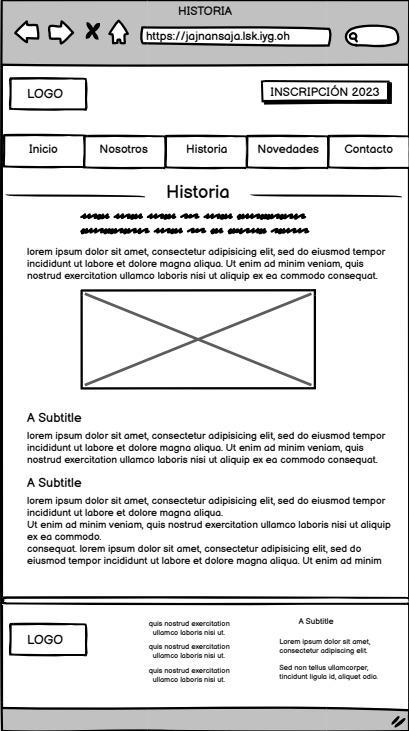 HISTORIA
https://jajnansaja.lsk.iyg.oh
LOGO
INSCRIPCIÓN 2023
Inicio
Nosotros
Historia
Novedades
Contacto
Historia
lorem ipsum dolor sit amet, consectetur adipisicing elit, sed do eiusmod tempor
incididunt ut labore et dolore magna aliqua. Ut enim ad minim veniam, quis
nostrud exercitation ullamco laboris nisi ut aliquip ex ea commodo consequat.
A Subtitle
lorem ipsum dolor sit amet, consectetur adipisicing elit, sed do eiusmod tempor
incididunt ut labore et dolore magna aliqua. Ut enim ad minim veniam, quis
nostrud exercitation ullamco laboris nisi ut aliquip ex ea commodo consequat.
A Subtitle
lorem ipsum dolor sit amet, consectetur adipisicing elit, sed do eiusmod tempor
incididunt ut labore et dolore magna aliqua.
Ut enim ad minim veniam, quis nostrud exercitation ullamco laboris nisi ut aliquip
ex ea commodo.
consequat. lorem ipsum dolor sit amet, consectetur adipisicing elit, sed do
eiusmod tempor incididunt ut labore et dolore magna aliqua. Ut enim ad minim
LOGO
quis nostrud exercitation
ullamco laboris nisi ut.
quis nostrud exercitation
ullamco laboris nisi ut.
quis nostrud exercitation
ullamco laboris nisi ut.
A Subtitle
Lorem ipsum dolor sit amet,
consectetur adipiscing elit.
Sed non tellus ullamcorper,
tincidunt ligula id, aliquet odio.